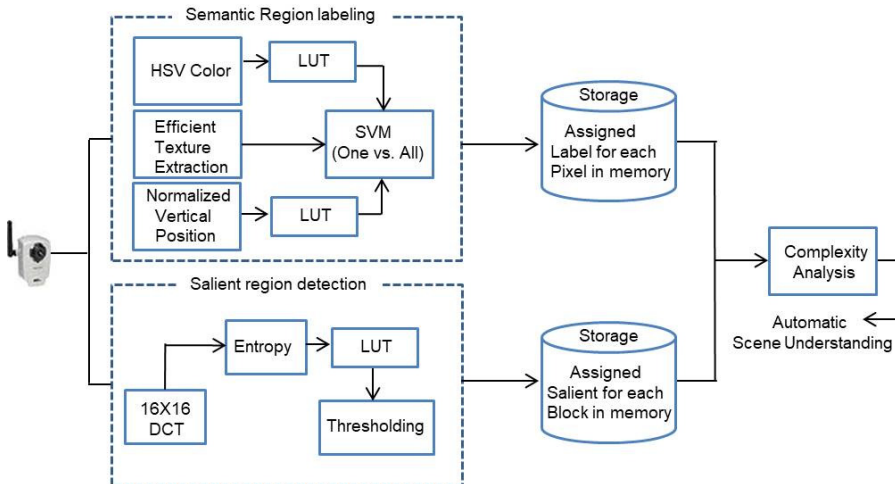 Semantic Region labeling
HSV Color
LUT
Efficient
Texture
Extraction
SVM
(One vs. All)
Normalized
Vertical
Position
LUT
Storage
Assigned
Label for each
Pixel in memory
Salient region detection
16X16
DCT
Entropy
LUT
Thresholding
Storage
Assigned
Salient for each
Block in memory
Complexity
Analysis
Automatic
Scene Understanding